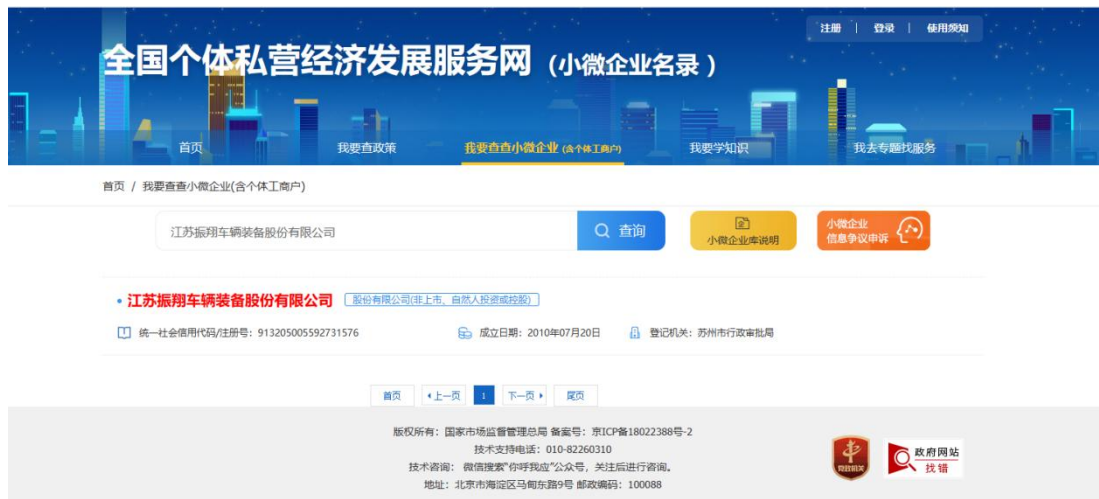 注册 | 登录 | 使用须知
全国个体私营经济发展服务网（小微企业名录 ）
首页 我要查政策 我要查查小微企业 (含个体工商户) 我要学知识 我去专题找服务
首页 / 我要查查小微企业(含个体工商户)
江苏振翔车辆装备股份有限公司 查询
小微企业库说明
小微企业
信息争议申诉
江苏振翔车辆装备股份有限公司 股份有限公司(非上市、自然人投资或控股)
统一社会信用代码/注册号：913205005592731576 成立日期：2010年07月20日 登记机关：苏州市行政审批局
首页 上一页 1 下一页 尾页
版权所有：国家市场监督管理总局 备案号：京ICP备18022388号-2
技术支持电话：010-82260310
技术咨询： 微信搜索“你呼我应”公众号，关注后进行咨询。
地址：北京市海淀区马甸东路9号 邮政编码：100088
党政机关
政府网站
找错